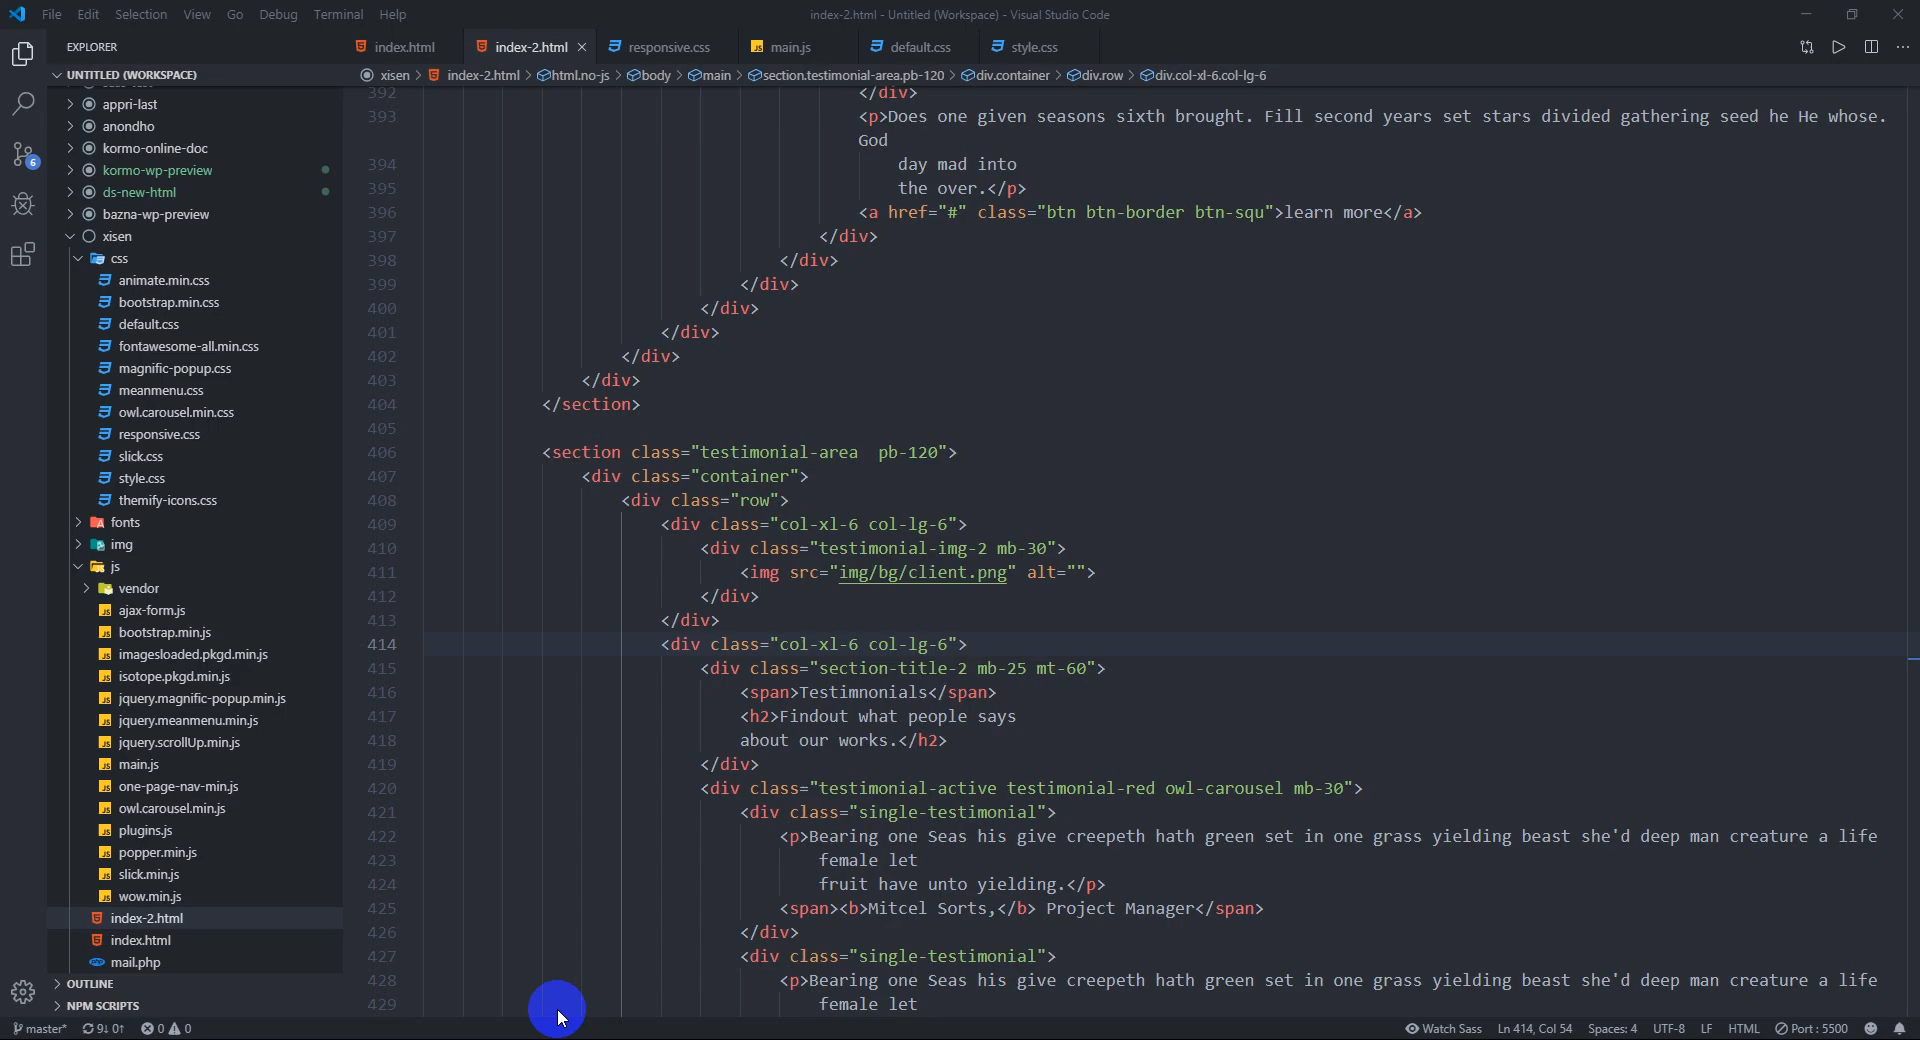 File Edit Selection View Go Debug Terminal Help
index-2.html - Untitled (Workspace) - Visual Studio Code
EXPLORER
index.html
index-2.html
responsive.css
main.js
default.css
style.css
UNTITLED (WORKSPACE)
xisen > index-2.html > html.no-js > body > main > section.testimonial-area.pb-120 > div.container > div.row > div.col-xl-6.col-lg-6
appri-last
anondho
kormo-online-doc
kormo-wp-preview
ds-new-html
bazna-wp-preview
xisen
css
animate.min.css
bootstrap.min.css
default.css
fontawesome-all.min.css
magnific-popup.css
meanmenu.css
owl.carousel.min.css
responsive.css
slick.css
style.css
themify-icons.css
fonts
img
js
vendor
ajax-form.js
bootstrap.min.js
imagesloaded.pkgd.min.js
isotope.pkgd.min.js
jquery.magnific-popup.min.js
jquery.meanmenu.min.js
jquery.scrollUp.min.js
main.js
one-page-nav-min.js
owl.carousel.min.js
plugins.js
popper.min.js
slick.min.js
wow.min.js
index-2.html
index.html
mail.php
OUTLINE
NPM SCRIPTS
6
392 </div>
393 <p>Does one given seasons sixth brought. Fill second years set stars divided gathering seed he He whose.
God
394 day mad into
395 the over.</p>
396 <a href="#" class="btn btn-border btn-squ">learn more</a>
397 </div>
398 </div>
399 </div>
400 </div>
401 </div>
402 </div>
403 </div>
404 </section>
405
406 <section class="testimonial-area  pb-120">
407 <div class="container">
408 <div class="row">
409 <div class="col-xl-6 col-lg-6">
410 <div class="testimonial-img-2 mb-30">
411 <img src="img/bg/client.png" alt="">
412 </div>
413 </div>
414 <div class="col-xl-6 col-lg-6">
415 <div class="section-title-2 mb-25 mt-60">
416 <span>Testimnonials</span>
417 <h2>Findout what people says
418 about our works.</h2>
419 </div>
420 <div class="testimonial-active testimonial-red owl-carousel mb-30">
421 <div class="single-testimonial">
422 <p>Bearing one Seas his give creepeth hath green set in one grass yielding beast she'd deep man creature a life
423 female let
424 fruit have unto yielding.</p>
425 <span><b>Mitcel Sorts,</b> Project Manager</span>
426 </div>
427 <div class="single-testimonial">
428 <p>Bearing one Seas his give creepeth hath green set in one grass yielding beast she'd deep man creature a life
429 female let
master* 9↓ 0↑ 0 0
Watch Sass Ln 414, Col 54 Spaces: 4 UTF-8 LF HTML Port : 5500